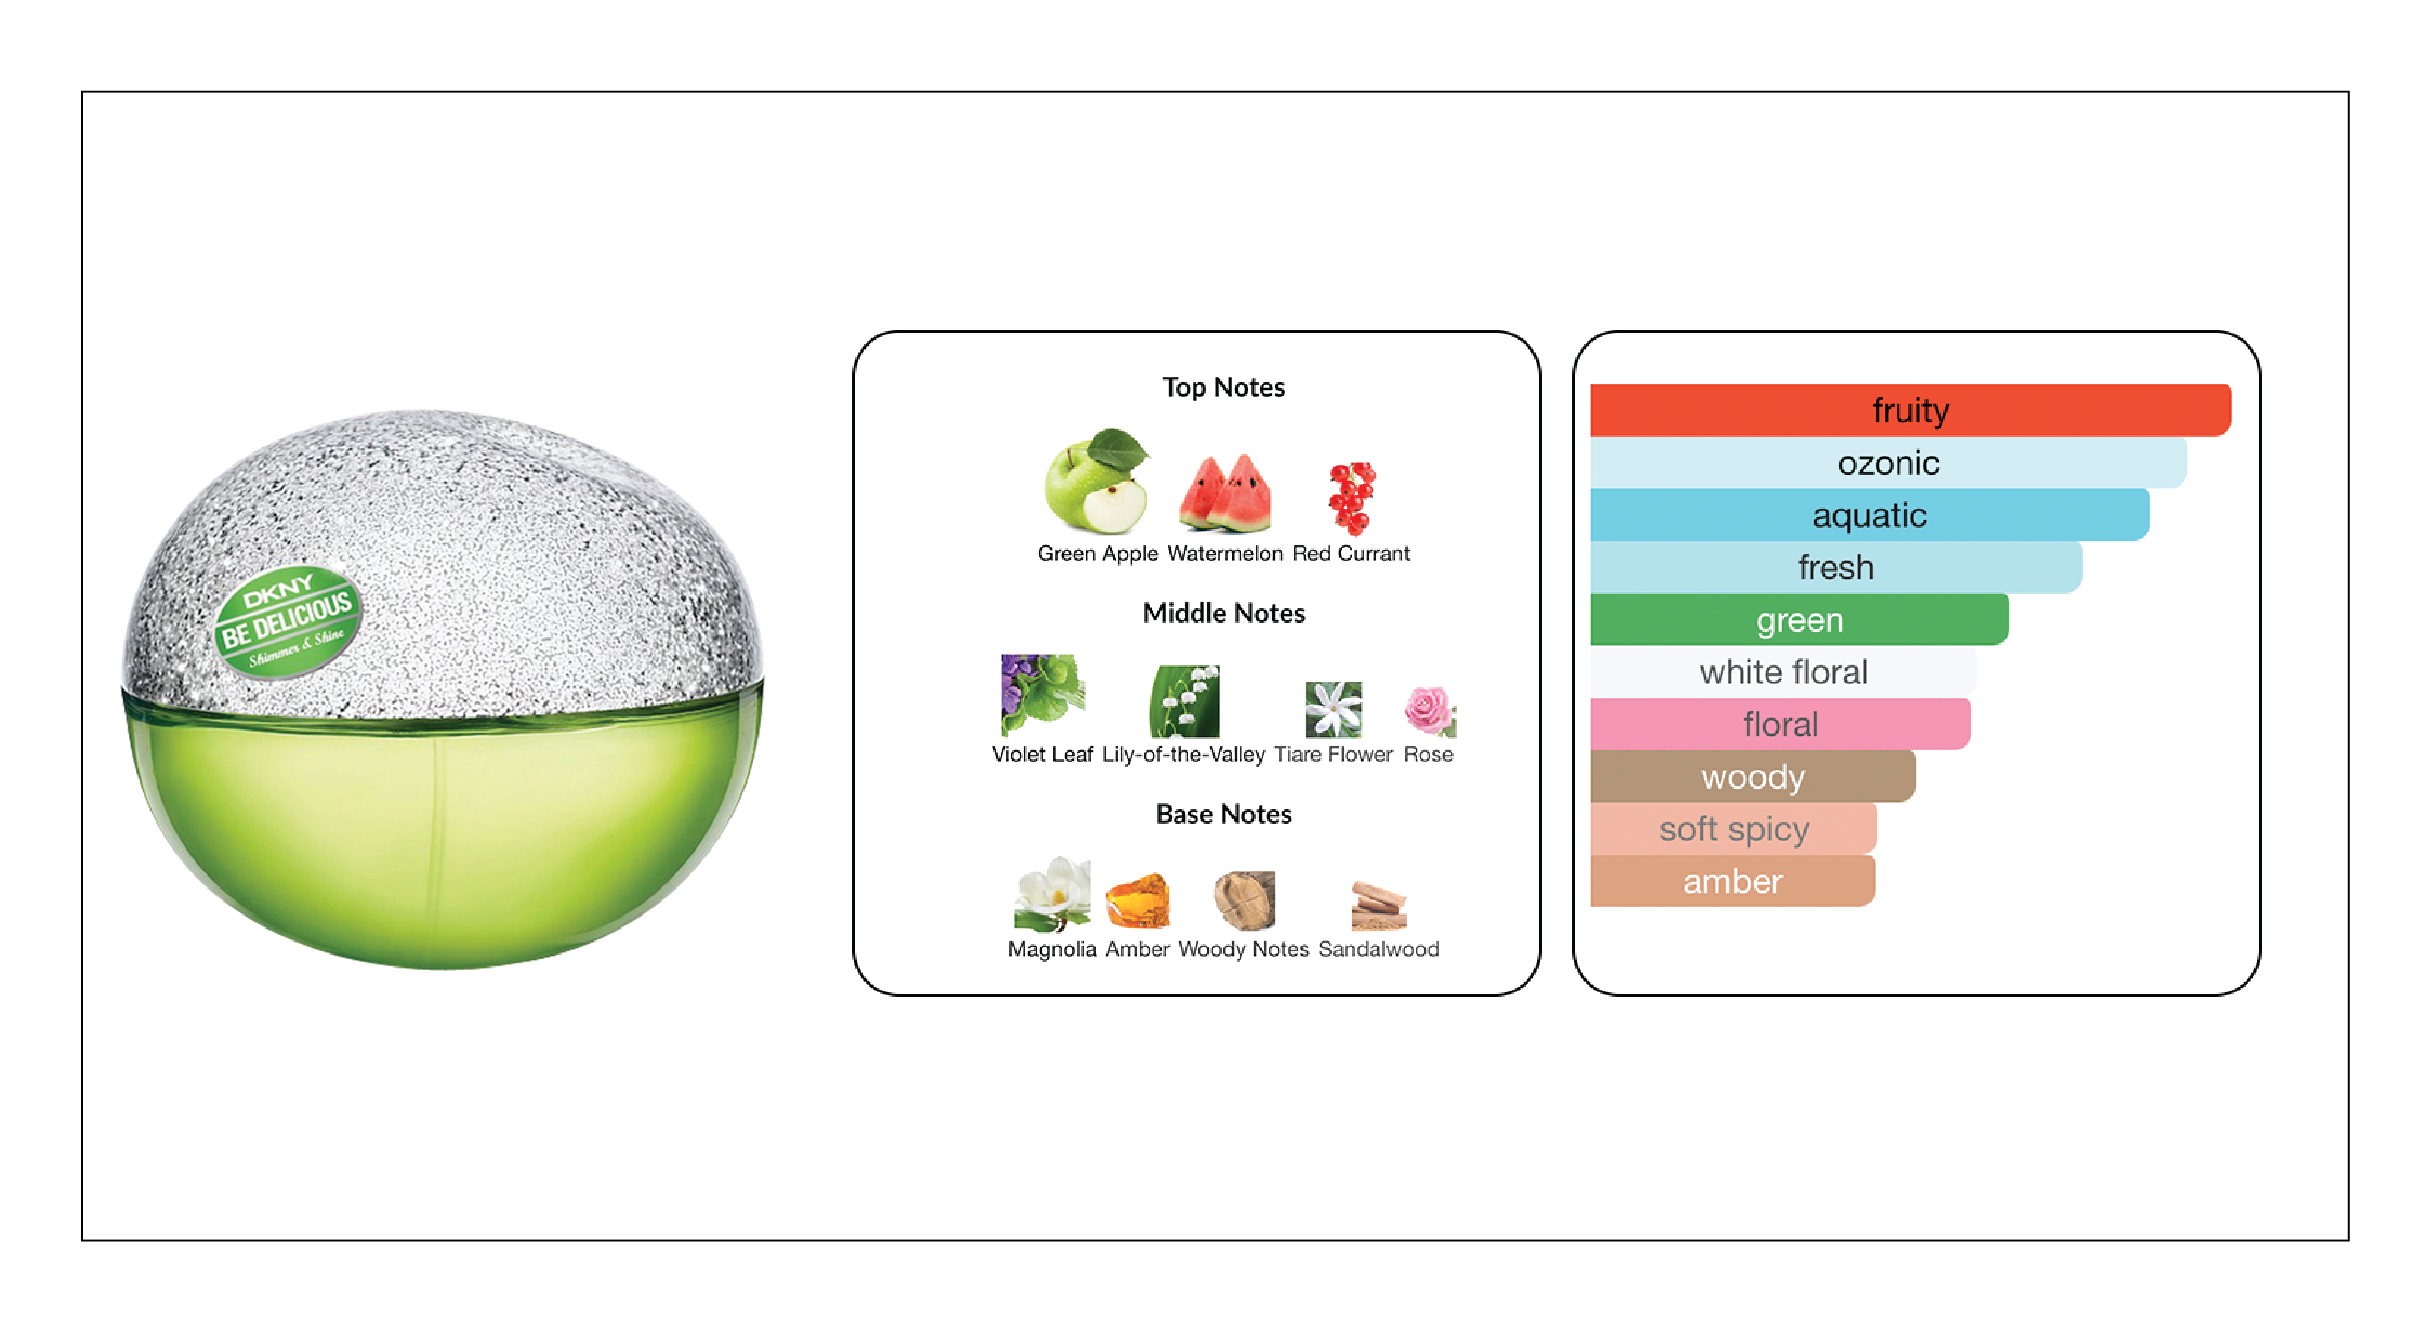 DKNY
BE DELICIOUS
Shimmer & Shine
Top Notes
Green Apple Watermelon Red Currant
Middle Notes
Violet Leaf Lily-of-the-Valley Tiare Flower Rose
Base Notes
Magnolia Amber Woody Notes Sandalwood
fruity
ozonic
aquatic
fresh
green
white floral
floral
woody
soft spicy
amber